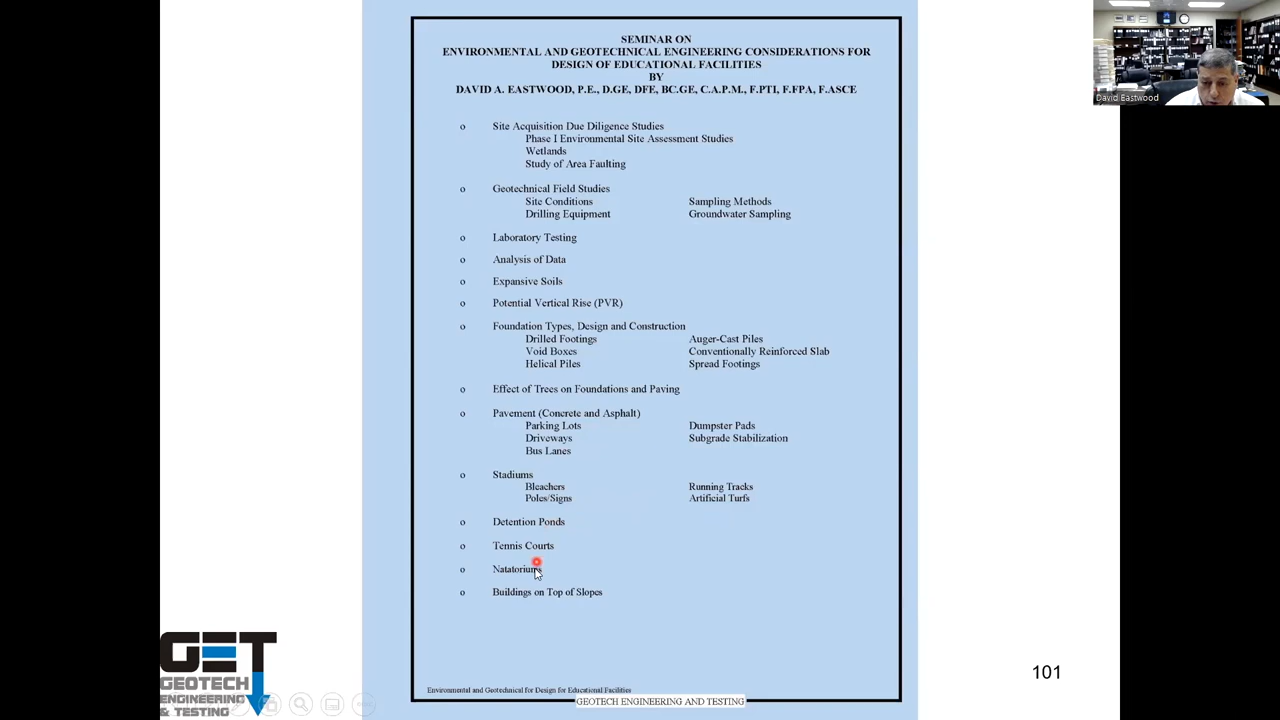 SEMINAR ON
ENVIRONMENTAL AND GEOTECHNICAL ENGINEERING CONSIDERATIONS FOR
DESIGN OF EDUCATIONAL FACILITIES
BY
DAVID A. EASTWOOD, P.E., D.GE, DFE, BC.GE, C.A.P.M., F.PTI, F.FPA, F.ASCE
o Site Acquisition Due Diligence Studies
Phase I Environmental Site Assessment Studies
Wetlands
Study of Area Faulting
o Geotechnical Field Studies
Site Conditions Sampling Methods
Drilling Equipment Groundwater Sampling
o Laboratory Testing
o Analysis of Data
o Expansive Soils
o Potential Vertical Rise (PVR)
o Foundation Types, Design and Construction
Drilled Footings Auger-Cast Piles
Void Boxes Conventionally Reinforced Slab
Helical Piles Spread Footings
o Effect of Trees on Foundations and Paving
o Pavement (Concrete and Asphalt)
Parking Lots Dumpster Pads
Driveways Subgrade Stabilization
Bus Lanes
o Stadiums
Bleachers Running Tracks
Poles/Signs Artificial Turfs
o Detention Ponds
o Tennis Courts
o Natatoriums
o Buildings on Top of Slopes
Environmental and Geotechnical for Design for Educational Facilities
GEOTECH ENGINEERING AND TESTING
GET
GEOTECH
ENGINEERING
& TESTING
101
David Eastwood